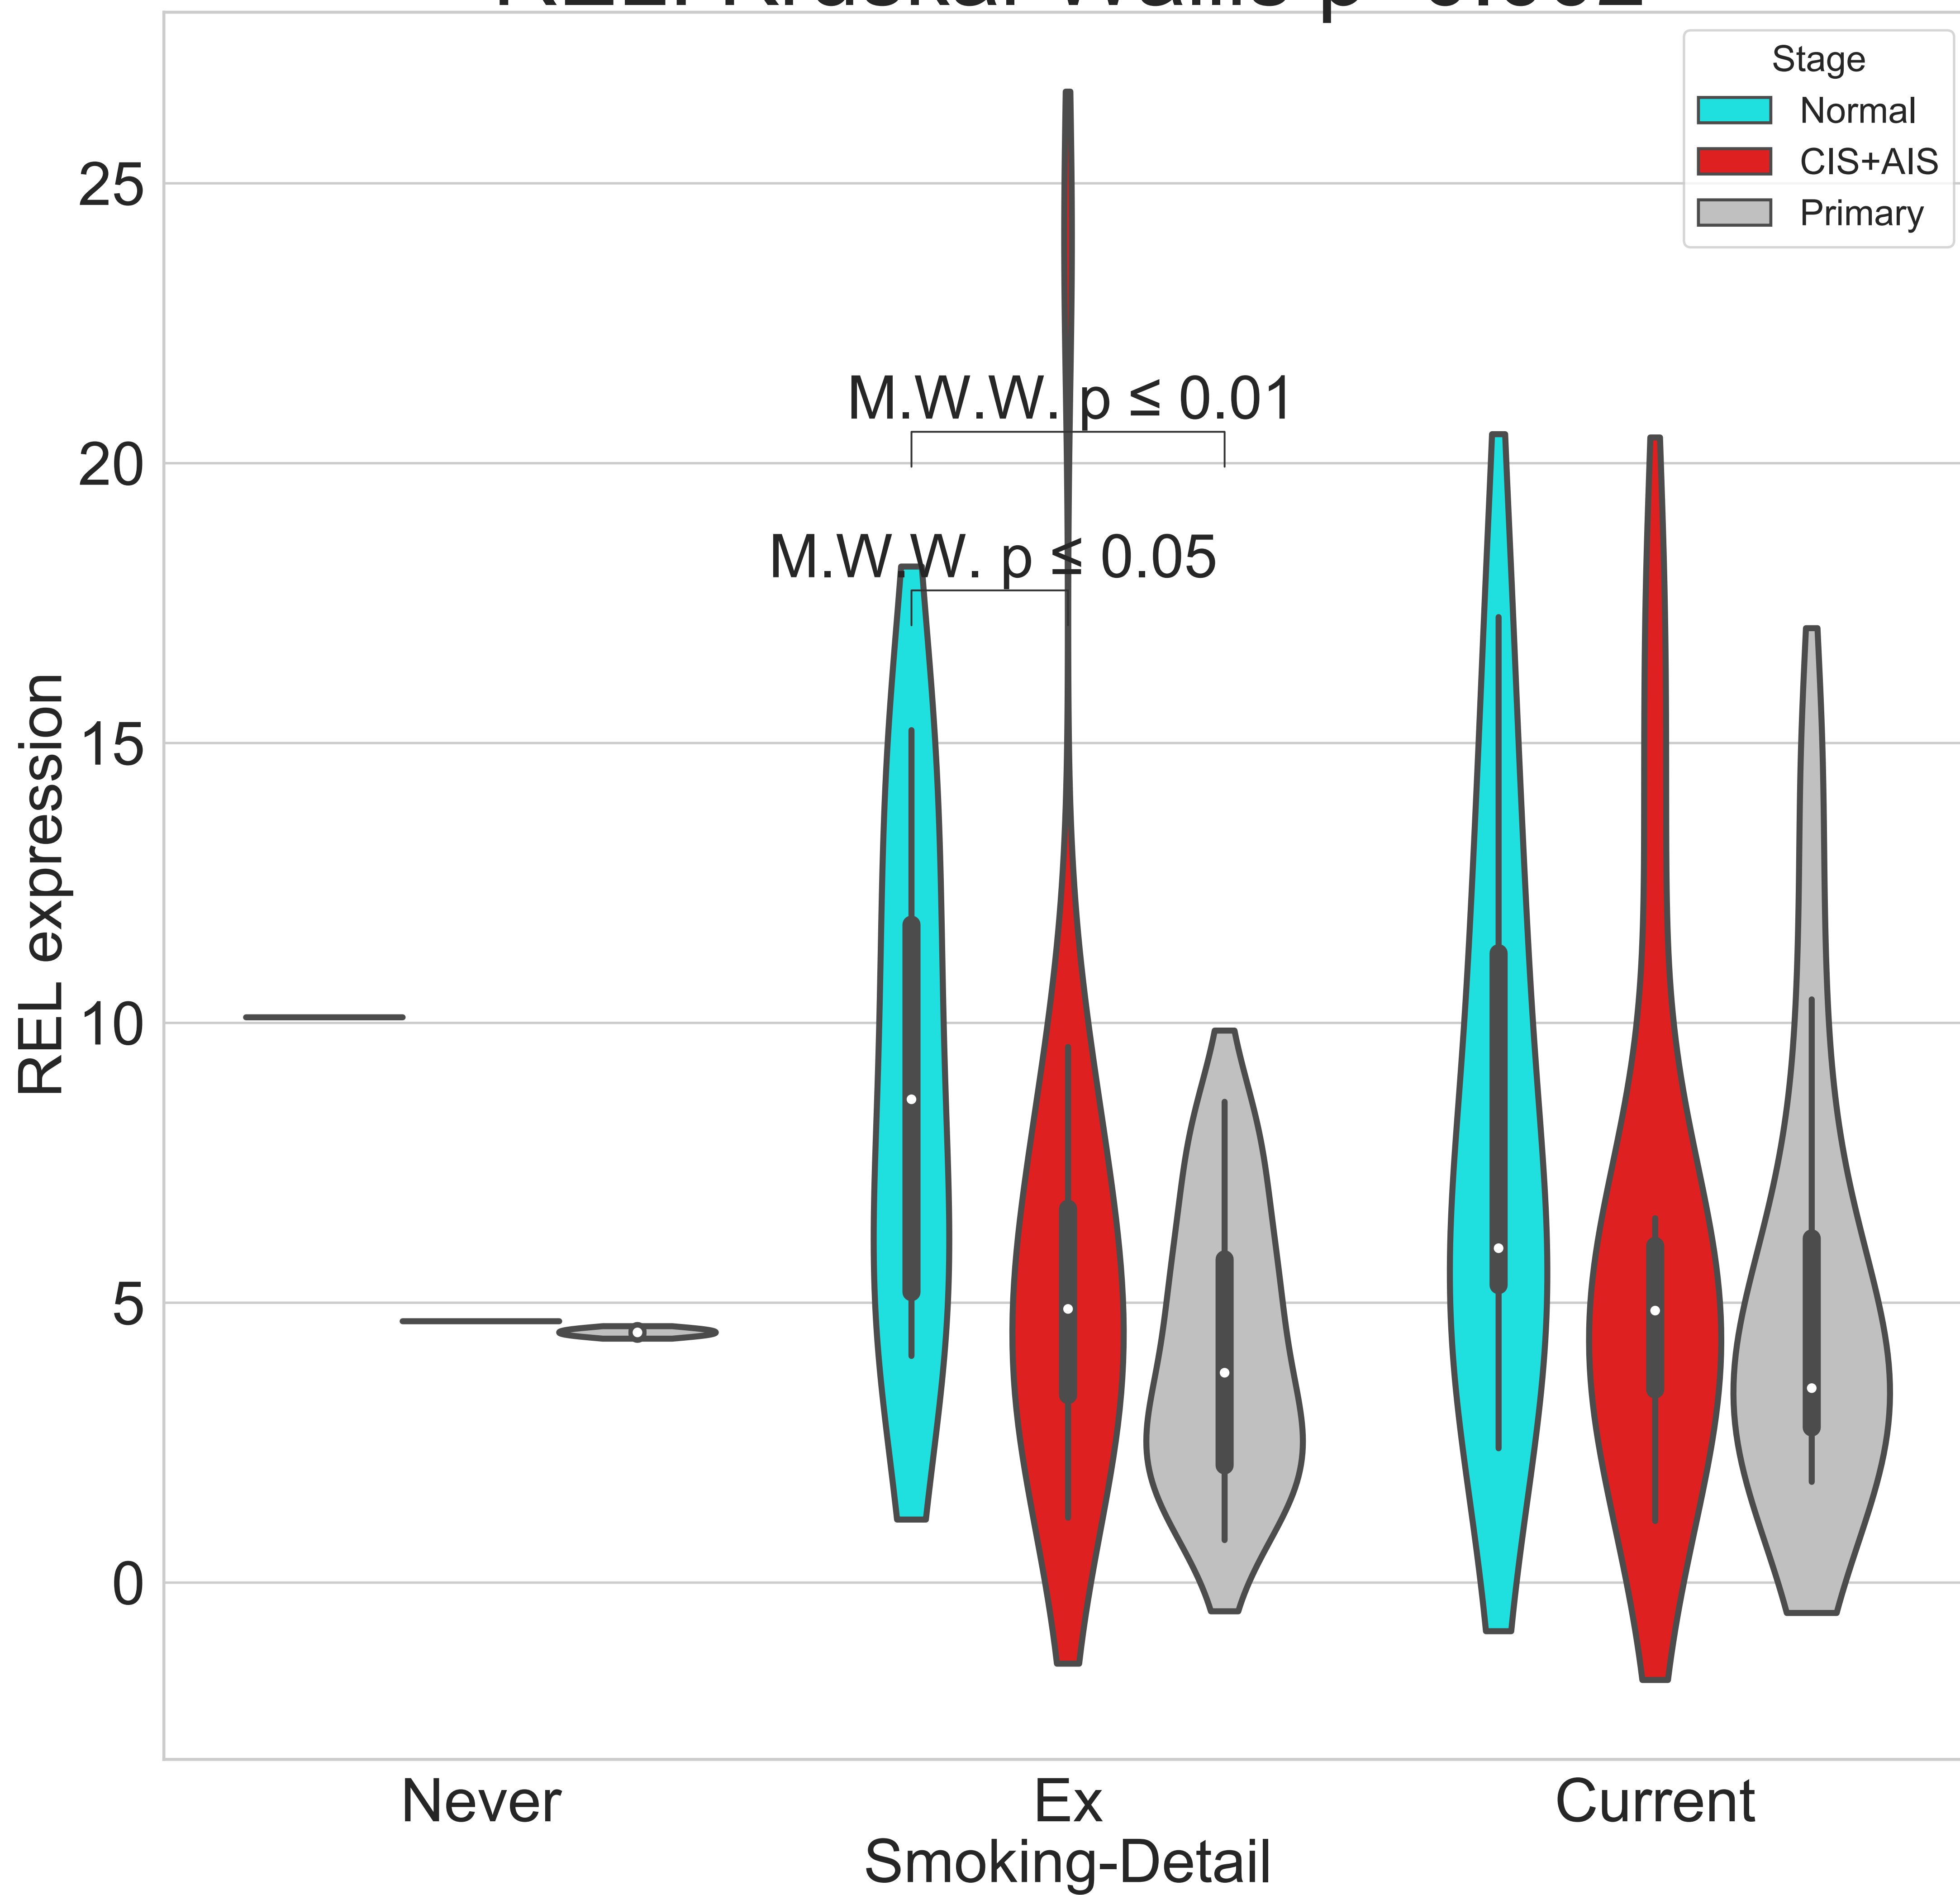 Stage
Normal
CIS+AIS
Primary
25
20
15
10
5
0
REL expression
M.W.W. p ≤ 0.01
M.W.W. p ≤ 0.05
Never
Ex
Current
Smoking-Detail